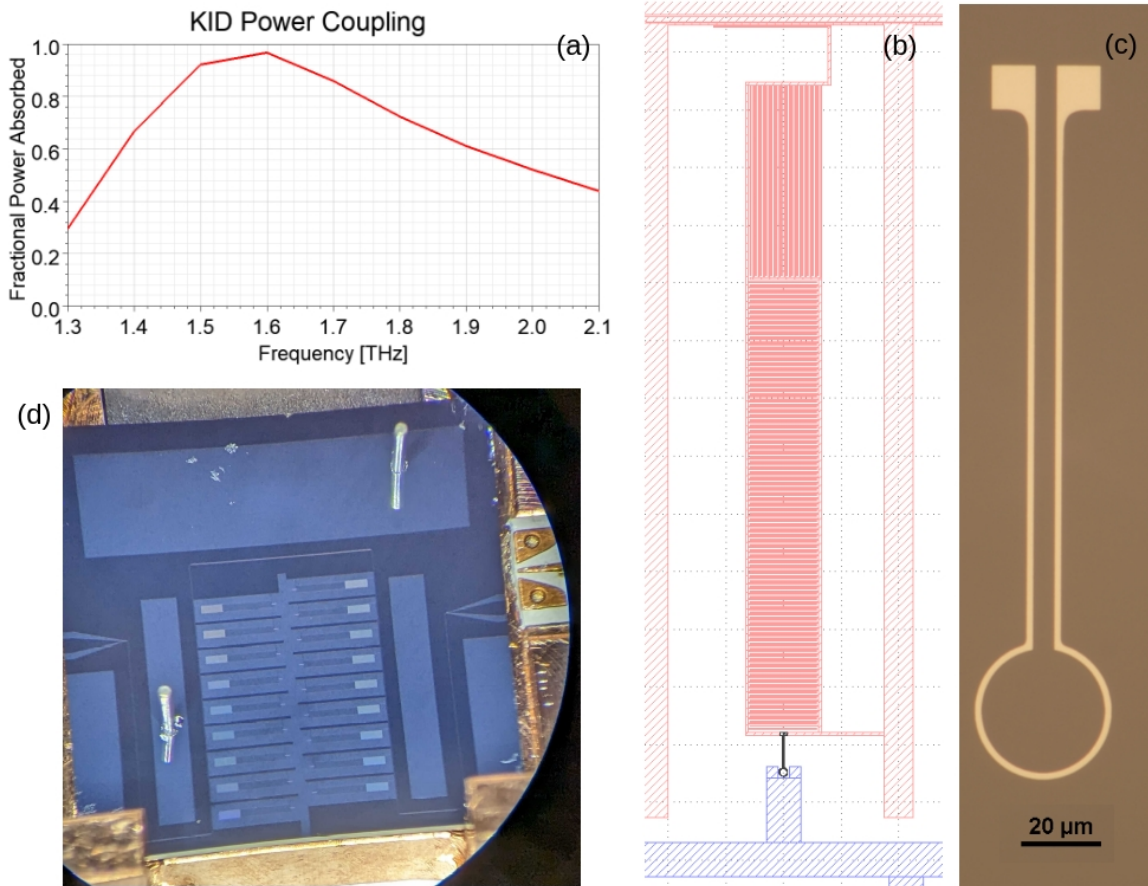 KID Power Coupling
(a)
Fractional Power Absorbed
1.0
0.8
0.6
0.4
0.2
0.0
1.3 1.4 1.5 1.6 1.7 1.8 1.9 2.0 2.1
Frequency [THz]
(b)
(c)
20 µm
(d)